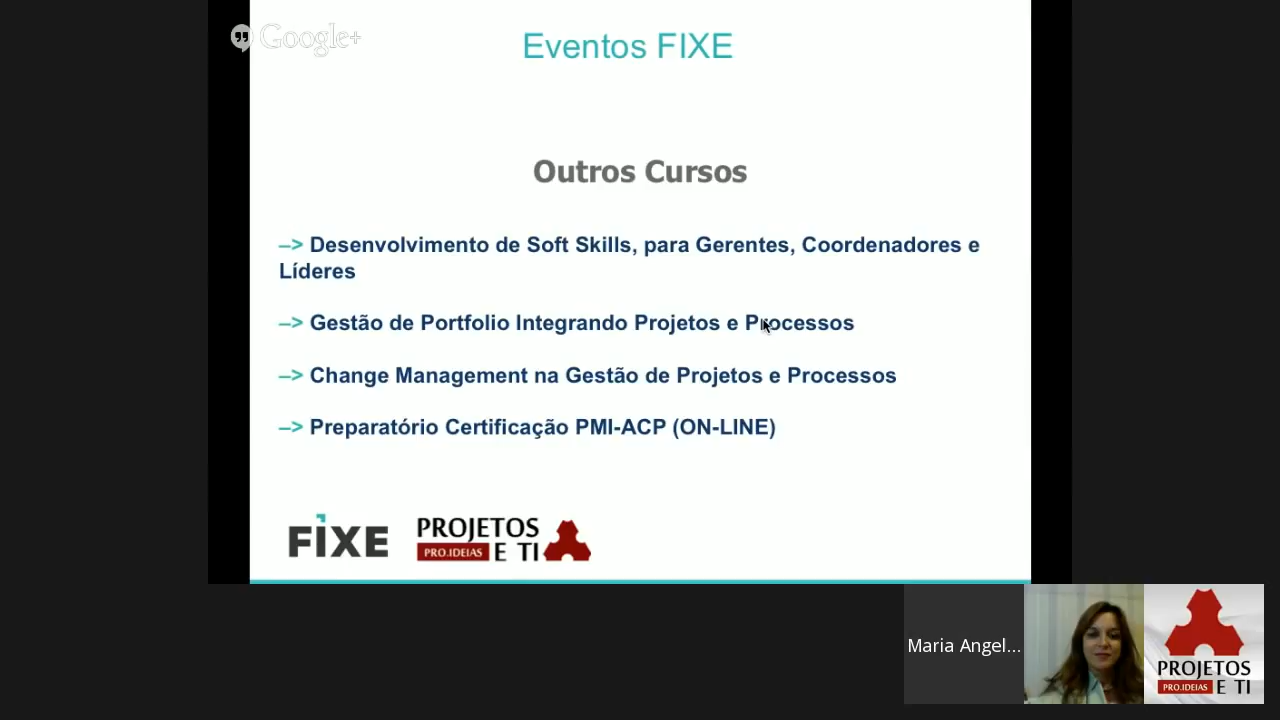 Google+
Eventos FIXE
Outros Cursos
–> Desenvolvimento de Soft Skills, para Gerentes, Coordenadores e
Líderes
–> Gestão de Portfolio Integrando Projetos e Processos
–> Change Management na Gestão de Projetos e Processos
–> Preparatório Certificação PMI-ACP (ON-LINE)
FIXE
PROJETOS
PRO.IDEIAS E TI
Maria Angel...
PROJETOS
PRO.IDEIAS E TI